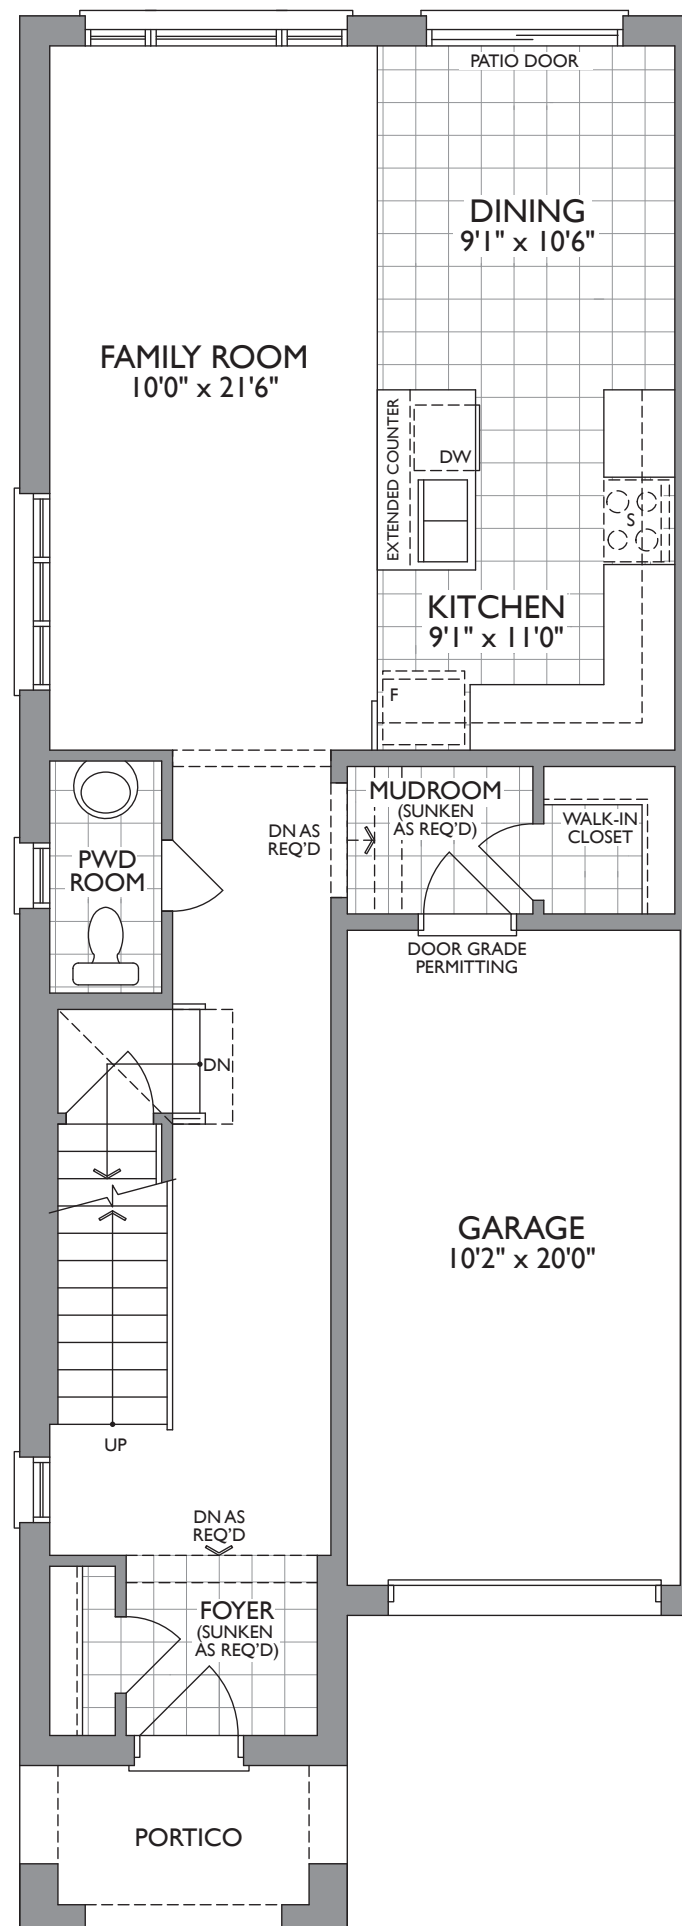 PATIO DOOR
DINING
9'1" x 10'6"
FAMILY ROOM
10'0" x 21'6"
EXTENDED COUNTER
DW
S
KITCHEN
9'1" x 11'0"
F
MUDROOM
(SUNKEN
AS REQ'D)
WALK-IN
CLOSET
DN AS
REQ'D
PWD
ROOM
DOOR GRADE
PERMITTING
DN
GARAGE
10'2" x 20'0"
UP
DN AS
REQ'D
FOYER
(SUNKEN
AS REQ'D)
PORTICO